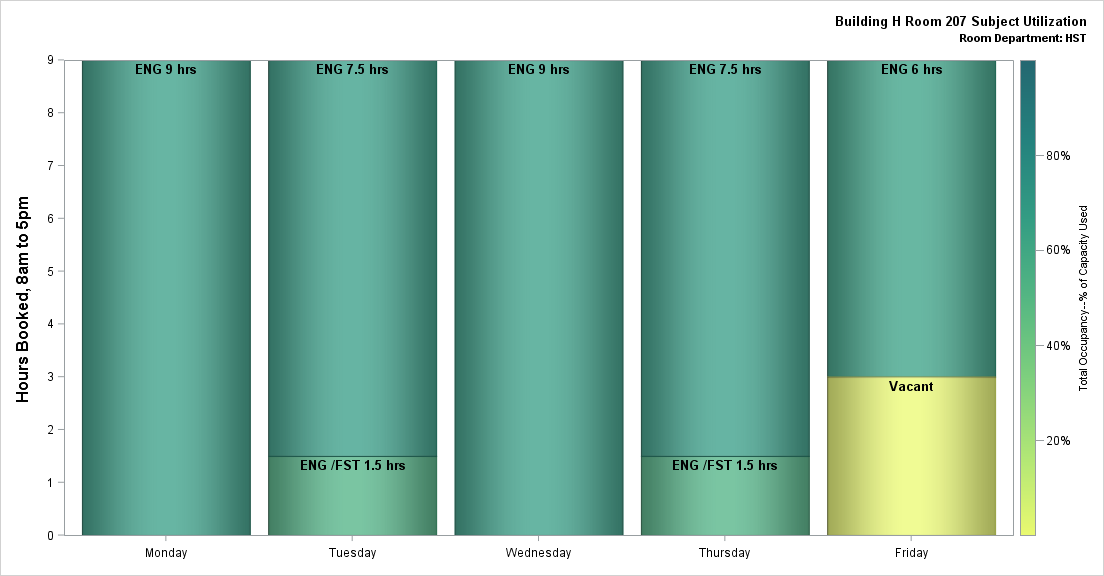 Building H Room 207 Subject Utilization
Room Department: HST
Hours Booked, 8am to 5pm
9
8
7
6
5
4
3
2
1
0
ENG 9 hrs
ENG 7.5 hrs
ENG 9 hrs
ENG 7.5 hrs
ENG 6 hrs
Vacant
ENG /FST 1.5 hrs
ENG /FST 1.5 hrs
Monday
Tuesday
Wednesday
Thursday
Friday
80%
60%
40%
20%
Total Occupancy--% of Capacity Used